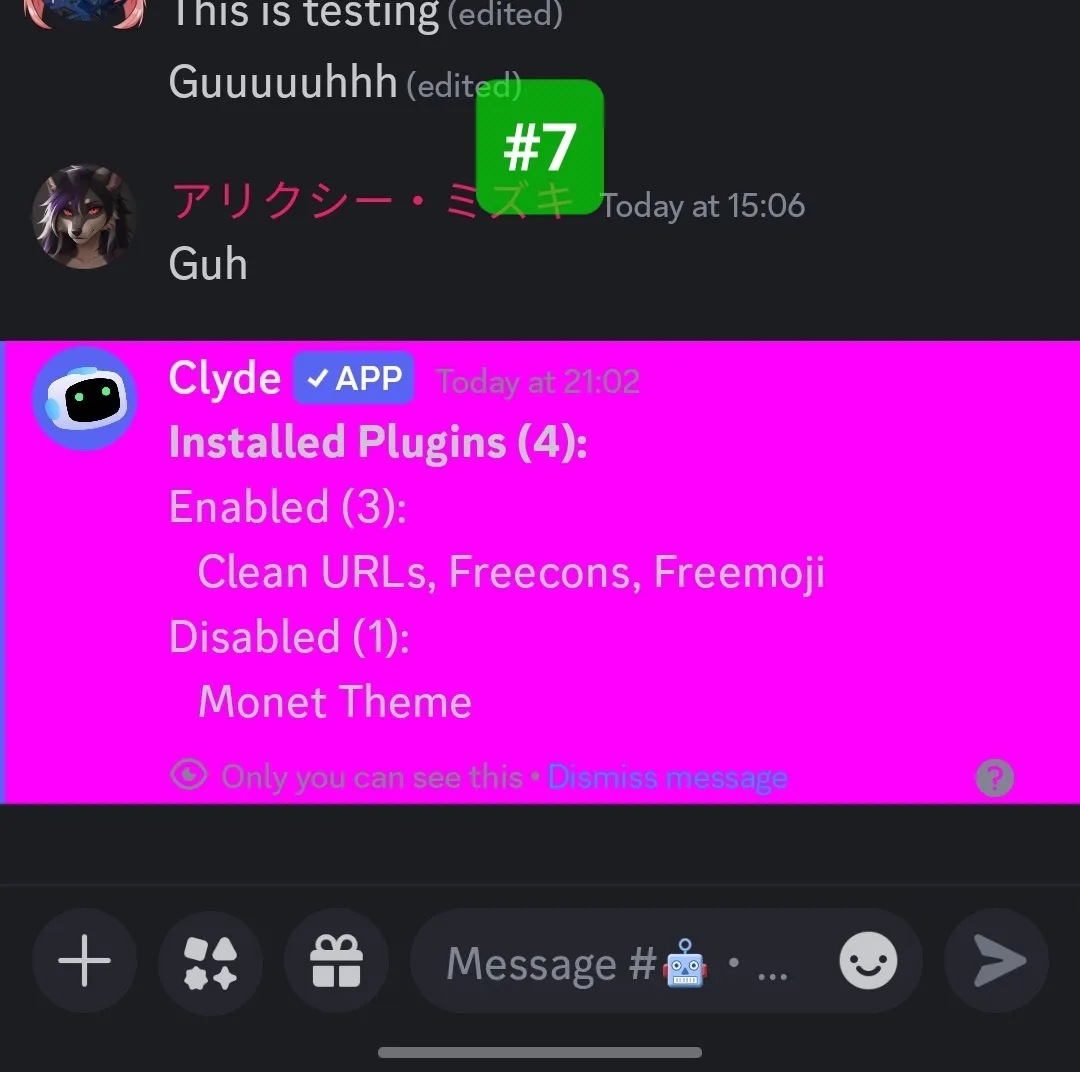 This is testing (edited)
Guuuuuhhh (edited)
#7
アリクシー・ミズキ Today at 15:06
Guh
Clyde ✓ APP Today at 21:02
Installed Plugins (4):
Enabled (3):
Clean URLs, Freecons, Freemoji
Disabled (1):
Monet Theme
Only you can see this • Dismiss message
?
Message #🤖・...